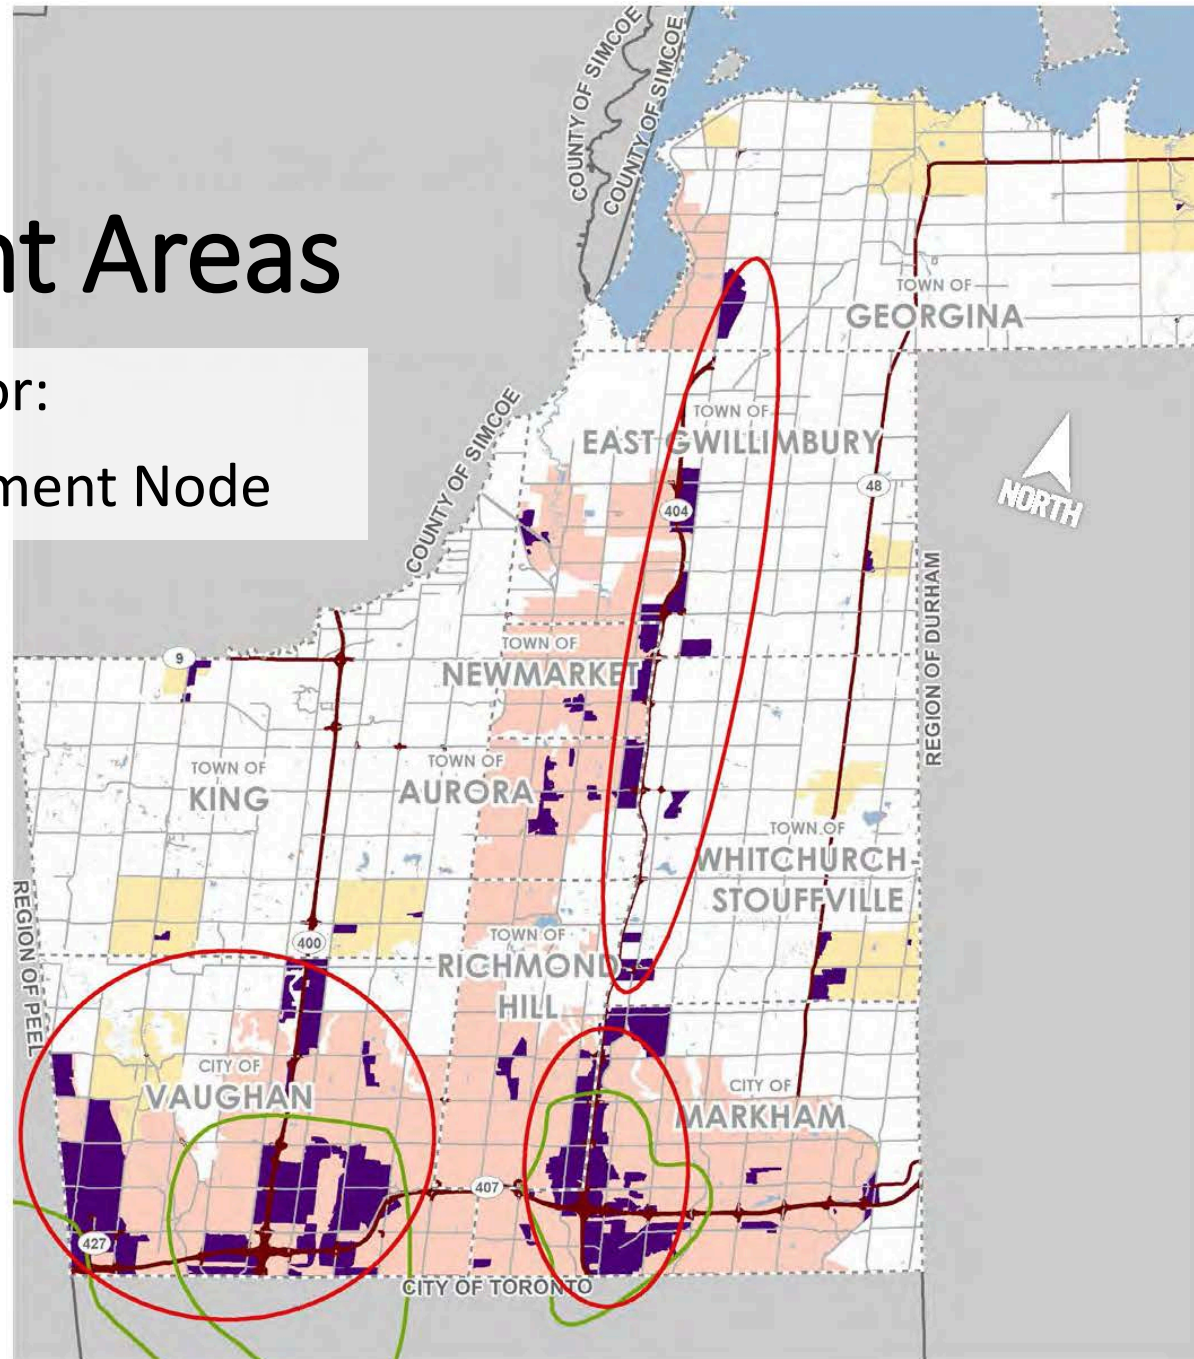 COUNTY OF SIMCOE
COUNTY OF SIMCOE
nt Areas
or:
ment Node
COUNTY OF SIMCOE
TOWN OF
GEORGINA
TOWN OF
EAST GWILLIMBURY
404
48
NORTH
REGION OF DURHAM
9
TOWN OF
NEWMARKET
TOWN OF
KING
TOWN OF
AURORA
TOWN OF
WHITCHURCH-
STOUFFVILLE
REGION OF PEEL
400
TOWN OF
RICHMOND
HILL
CITY OF
VAUGHAN
CITY OF
MARKHAM
407
427
CITY OF TORONTO